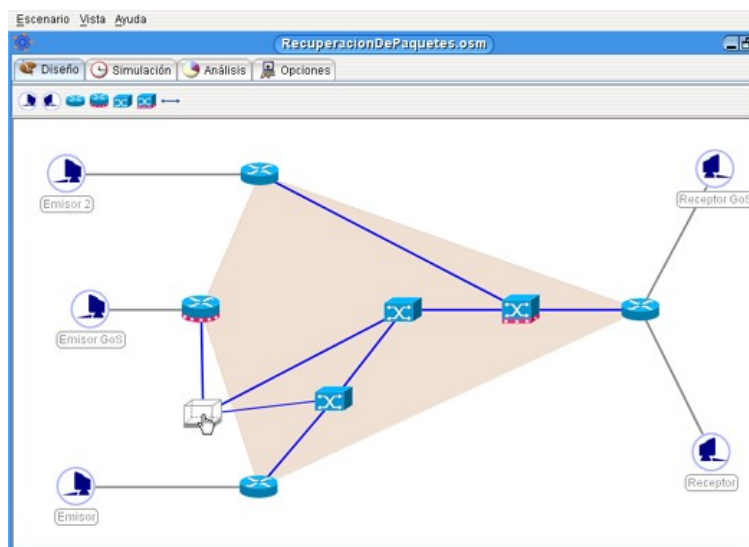 Escenario Vista Ayuda
RecuperacionDePaquetes.osm
Diseño Simulación Análisis Opciones
Emisor 2
Receptor GoS
Emisor GoS
Receptor
Emisor